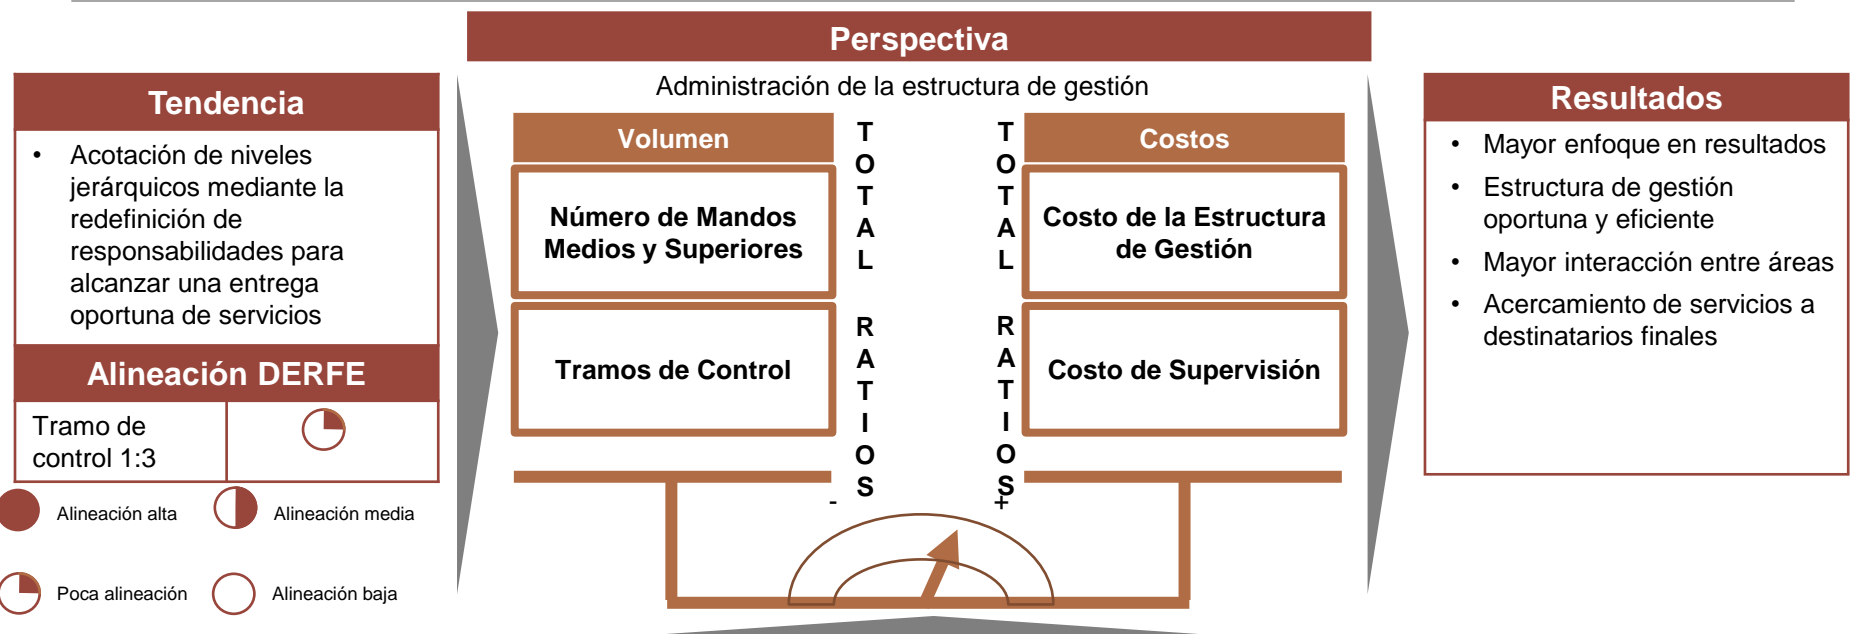 Perspectiva
Tendencia
• Acotación de niveles
jerárquicos mediante la
redefinición de
responsabilidades para
alcanzar una entrega
oportuna de servicios
Alineación DERFE
Tramo de
control 1:3
Alineación alta
Alineación media
Poca alineación
Alineación baja
Administración de la estructura de gestión
Volumen
Número de Mandos
Medios y Superiores
Tramos de Control
T
O
T
A
L
R
A
T
I
O
S
-
T
O
T
A
L
R
A
T
I
O
S
+
Costos
Costo de la Estructura
de Gestión
Costo de Supervisión
Resultados
• Mayor enfoque en resultados
• Estructura de gestión
oportuna y eficiente
• Mayor interacción entre áreas
• Acercamiento de servicios a
destinatarios finales